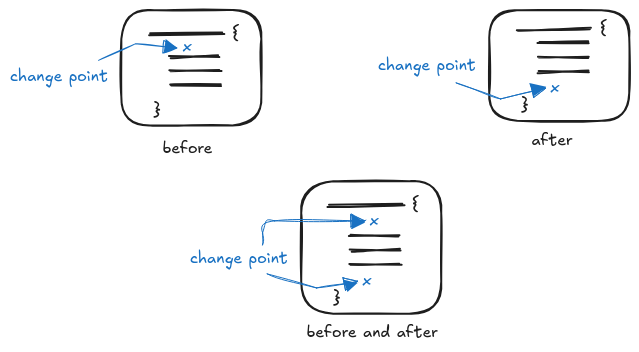 {
×
change point
}
before
{
change point
×
}
after
{
×
change point
×
}
before and after